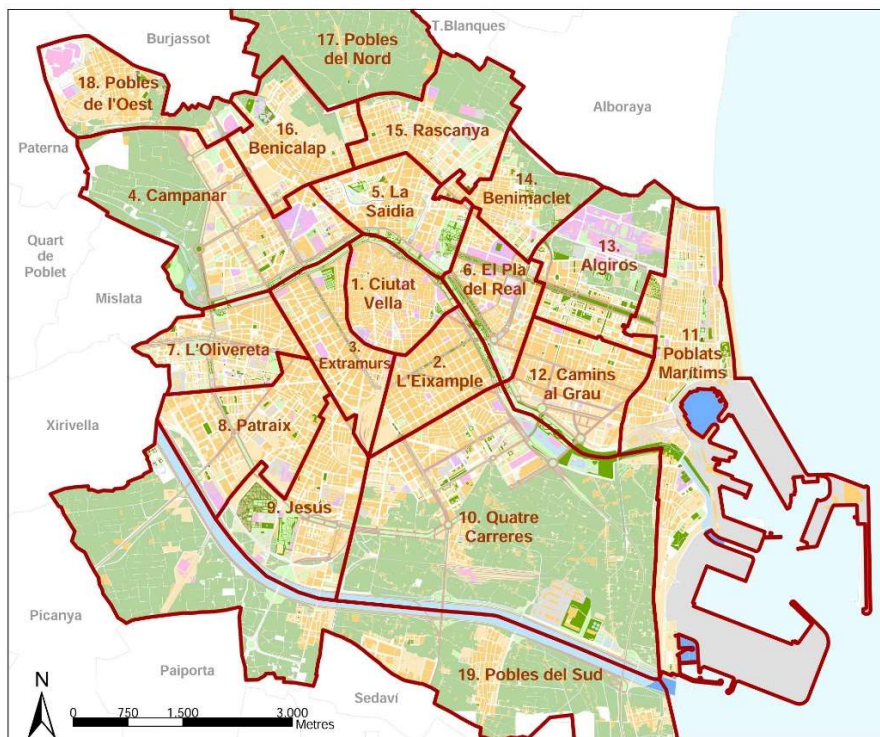 Burjassot
T.Blanques
17. Pobles
del Nord
18. Pobles
de l'Oest
Alboraya
16.
Benicalap
15. Rascanya
Paterna
4. Campanar
5. La
Saidia
14.
Benimaclet
Quart
de
Poblet
13.
Algirós
6. El Pla
del Real
1. Ciutat
Vella
Mislata
7. L'Olivereta
3.
Extramurs
2.
L'Eixample
11.
Poblats
Marítims
12. Camins
al Grau
Xirivella
8. Patraix
9. Jesús
10. Quatre
Carreres
Picanya
Paiporta
Sedaví
19. Pobles del Sud
N
0 750 1.500 3.000
Metres